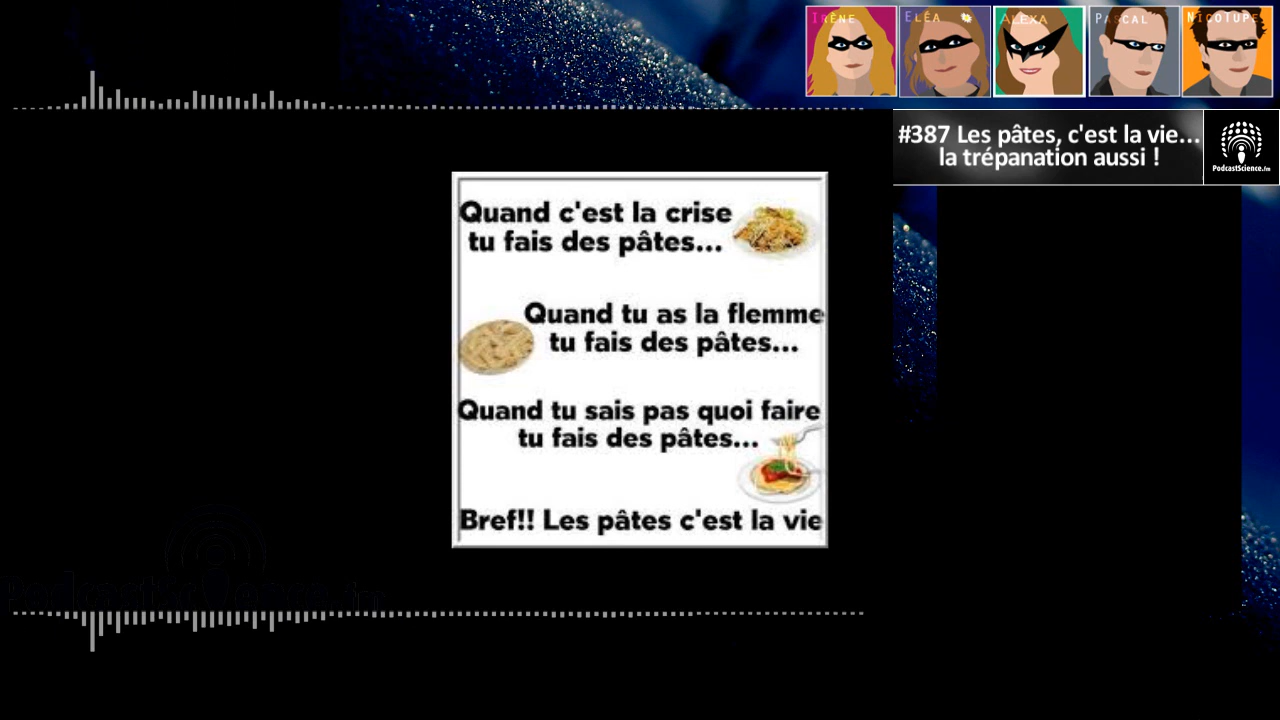 IRÈNE
ELÉA
ALEXA
PASCAL
NICOTUPE
#387 Les pâtes, c'est la vie...
la trépanation aussi !
PodcastScience.fm
Quand c'est la crise
tu fais des pâtes...
Quand tu as la flemme
tu fais des pâtes...
Quand tu sais pas quoi faire
tu fais des pâtes...
Bref!! Les pâtes c'est la vie
PodcastScience.fm